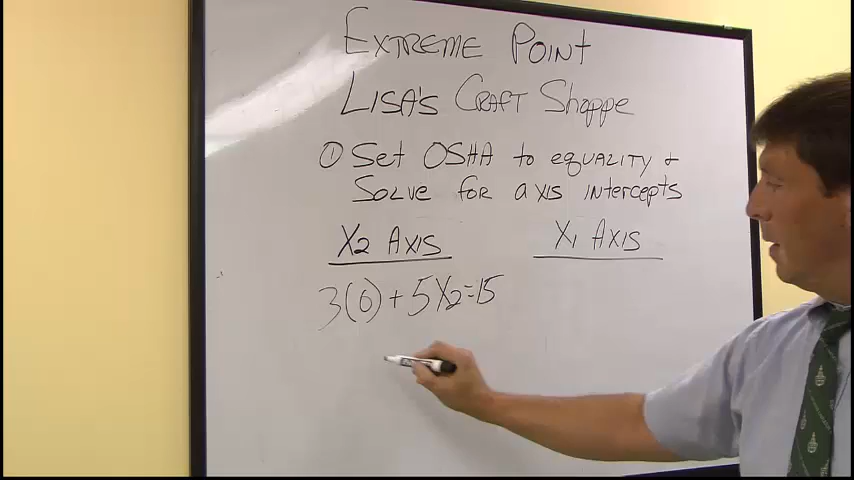 Extreme Point
Lisa's Craft Shoppe
① Set OSHA to equality +
Solve for axis intercepts
X2 Axis
X1 Axis
3(0) + 5X2=15